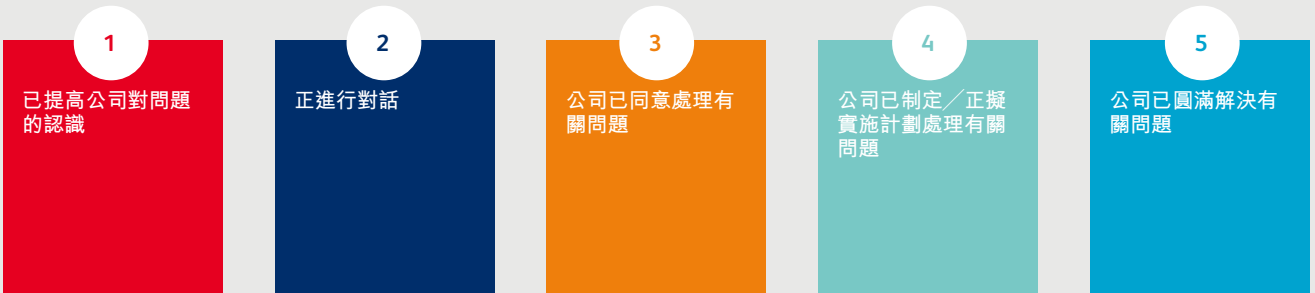 1
已提高公司對問題
的認識
2
正進行對話
3
公司已同意處理有
關問題
4
公司已制定╱正擬
實施計劃處理有關
問題
5
公司已圓滿解決有
關問題